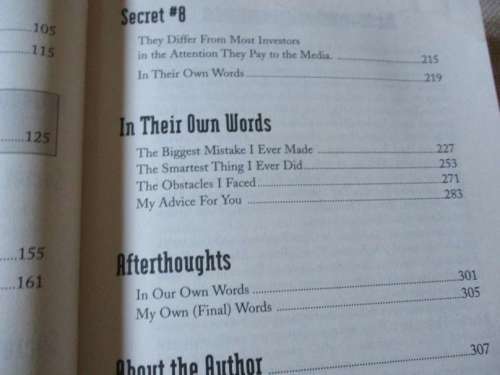 ....105
....115
......125
...155
....161
Secret #8
They Differ From Most Investors
in the Attention They Pay to the Media. ........................ 215
In Their Own Words ........................ 219
In Their Own Words
The Biggest Mistake I Ever Made ........................ 227
The Smartest Thing I Ever Did ........................ 253
The Obstacles I Faced ........................ 271
My Advice For You ........................ 283
Afterthoughts
In Our Own Words ........................ 301
My Own (Final) Words ........................ 305
About the Author ........................ 307